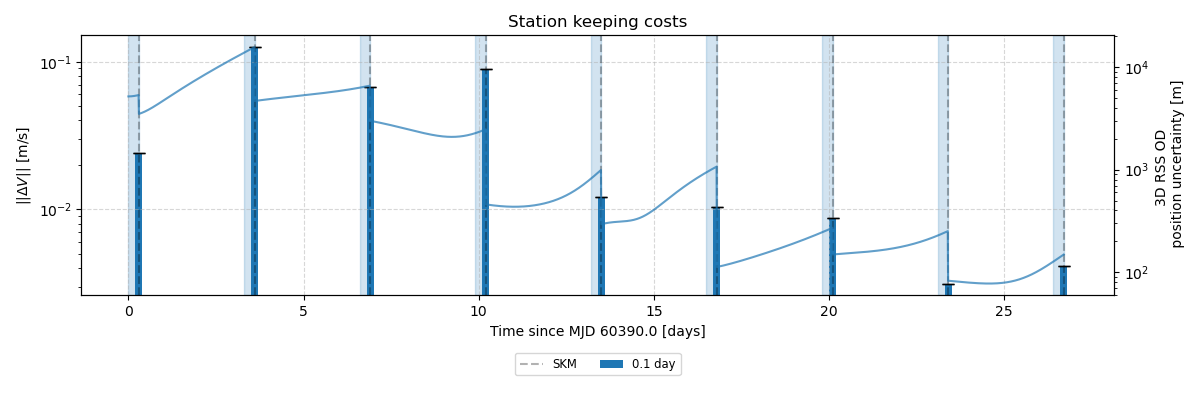 Station keeping costs
||ΔV|| [m/s]
10⁻¹
10⁻²
10⁴
10³
10²
3D RSS OD
position uncertainty [m]
0
5
10
15
20
25
Time since MJD 60390.0 [days]
SKM
0.1 day